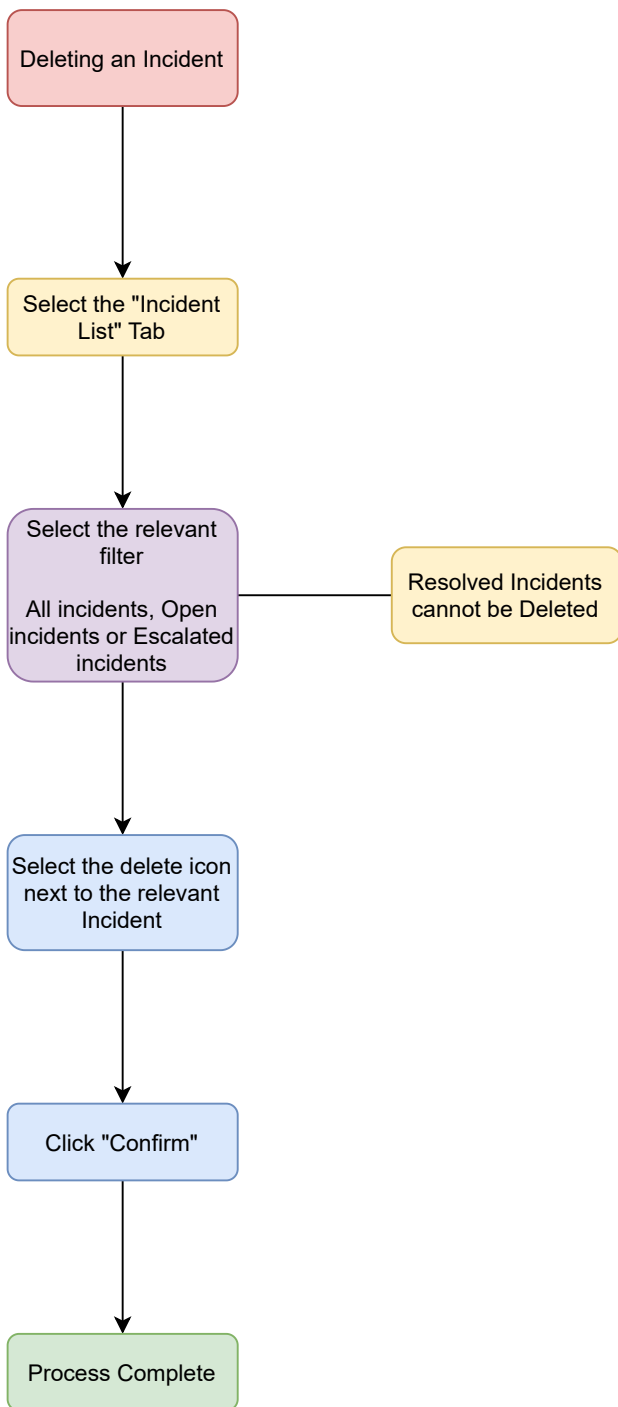 Deleting an Incident
Select the "Incident
List" Tab
Select the relevant
filter
All incidents, Open
incidents or Escalated
incidents
Resolved Incidents
cannot be Deleted
Select the delete icon
next to the relevant
Incident
Click "Confirm"
Process Complete